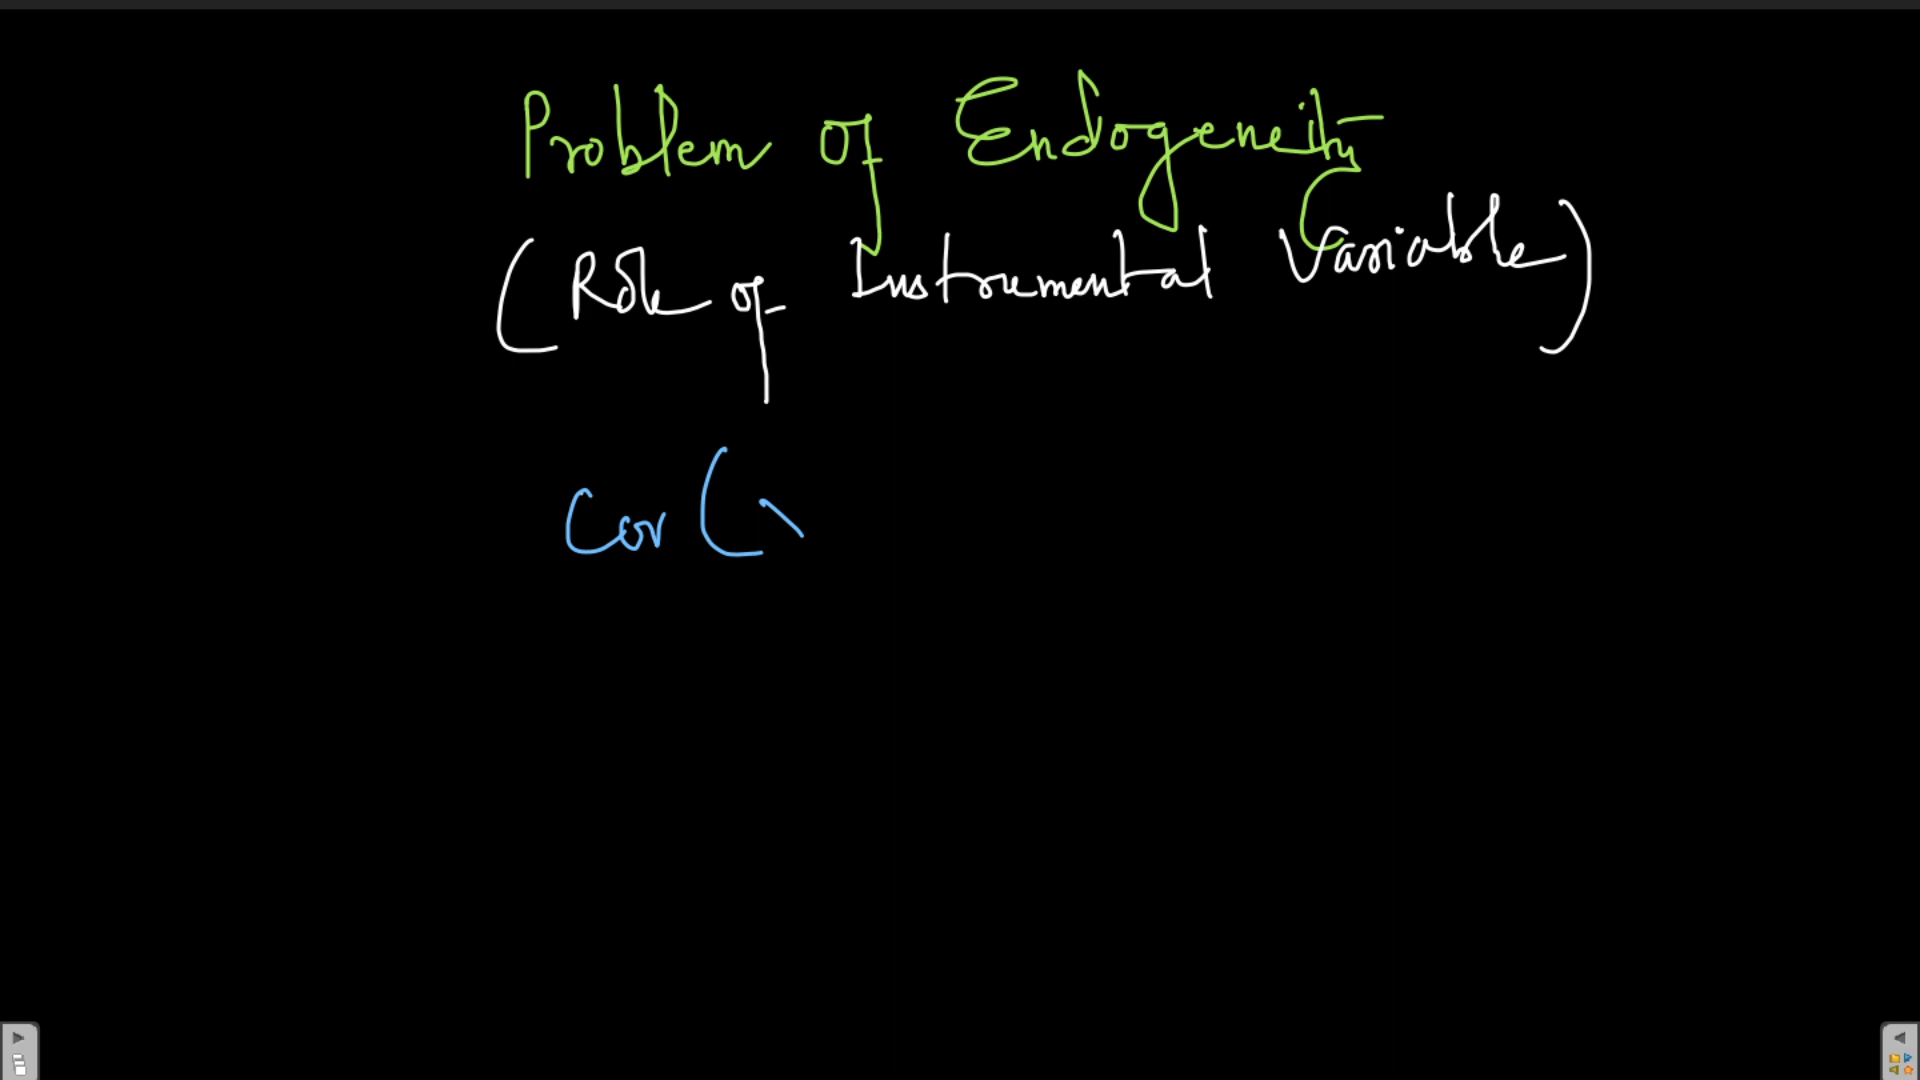 Problem of Endogeneity
(Role of Instrumental Variable)
Cov (